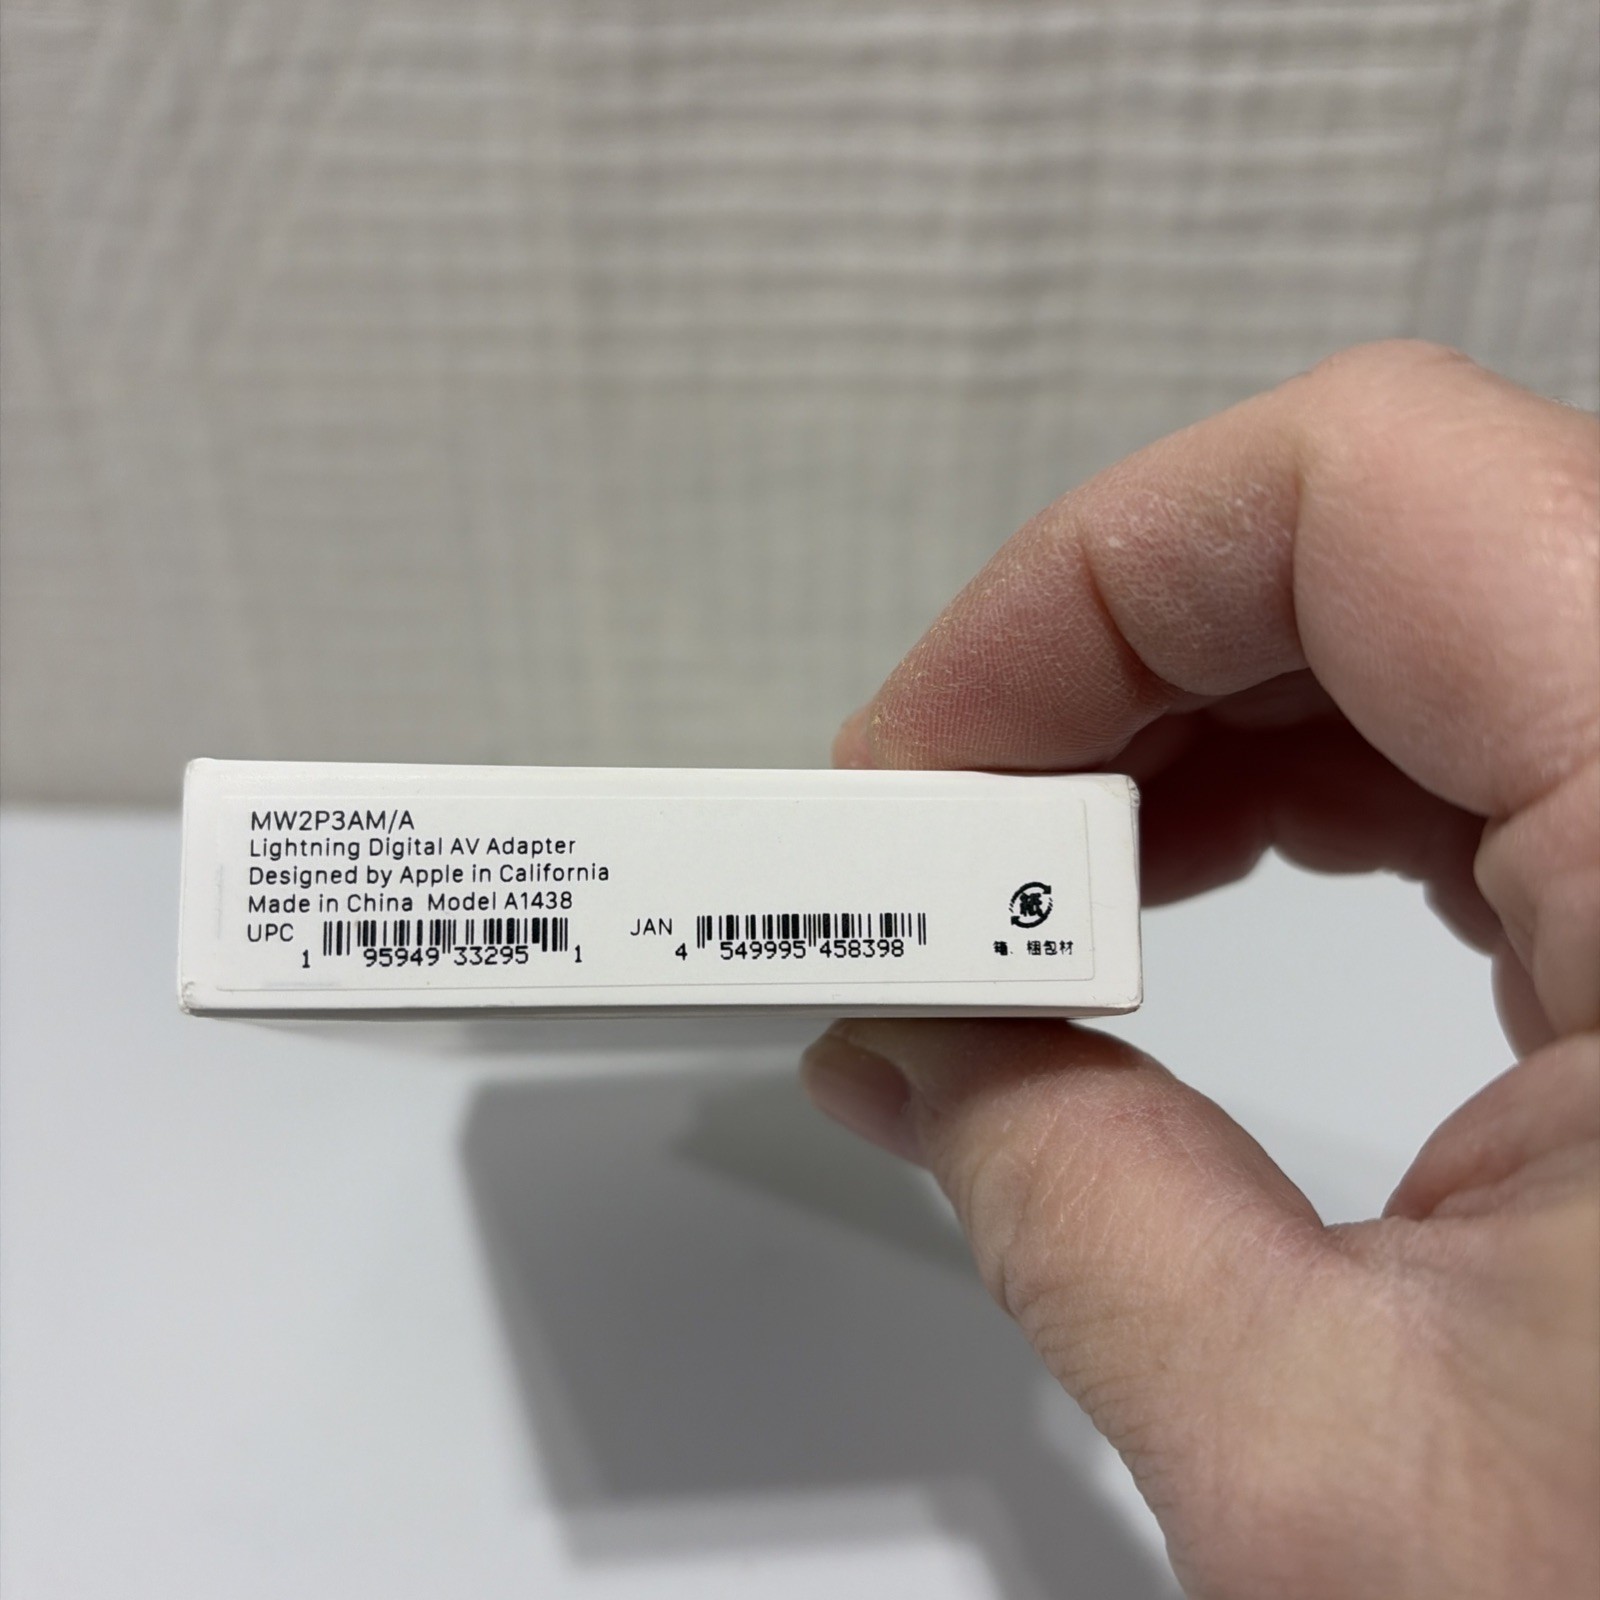 MW2P3AM/A
Lightning Digital AV Adapter
Designed by Apple in California
Made in China Model A1438
UPC
1 95949 33295 1
JAN
4 549995 458398
紙
箱、梱包材